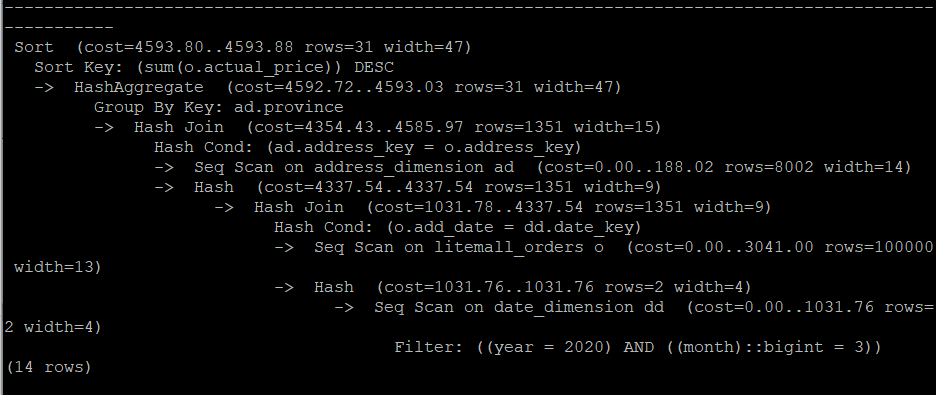 --------------------------------------------------------------------------------------------
-----------
 Sort  (cost=4593.80..4593.88 rows=31 width=47)
   Sort Key: (sum(o.actual_price)) DESC
   ->  HashAggregate  (cost=4592.72..4593.03 rows=31 width=47)
         Group By Key: ad.province
         ->  Hash Join  (cost=4354.43..4585.97 rows=1351 width=15)
               Hash Cond: (ad.address_key = o.address_key)
               ->  Seq Scan on address_dimension ad  (cost=0.00..188.02 rows=8002 width=14)
               ->  Hash  (cost=4337.54..4337.54 rows=1351 width=9)
                     ->  Hash Join  (cost=1031.78..4337.54 rows=1351 width=9)
                           Hash Cond: (o.add_date = dd.date_key)
                           ->  Seq Scan on litemall_orders o  (cost=0.00..3041.00 rows=100000
 width=13)
                           ->  Hash  (cost=1031.76..1031.76 rows=2 width=4)
                                 ->  Seq Scan on date_dimension dd  (cost=0.00..1031.76 rows=
2 width=4)
                                       Filter: ((year = 2020) AND ((month)::bigint = 3))
(14 rows)